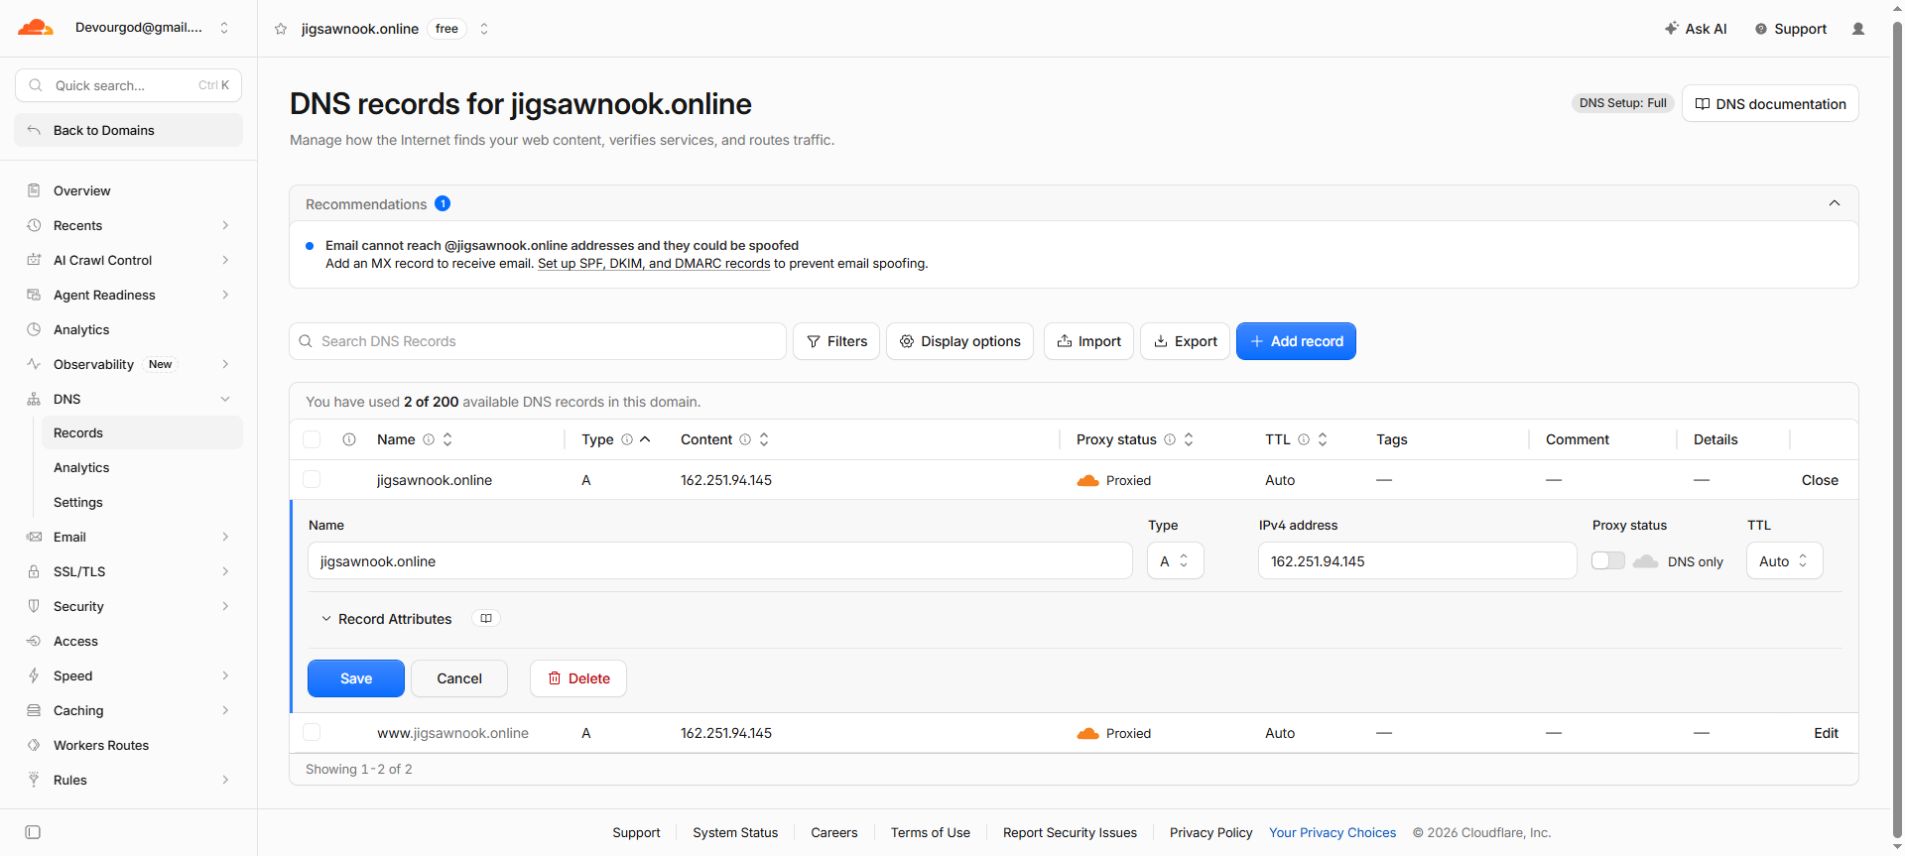 Devourgod@gmail....
jigsawnook.online free
Ask AI
Support
Quick search... Ctrl K
Back to Domains
Overview
Recents
AI Crawl Control
Agent Readiness
Analytics
Observability New
DNS
Records
Analytics
Settings
Email
SSL/TLS
Security
Access
Speed
Caching
Workers Routes
Rules
DNS records for jigsawnook.online
DNS Setup: Full
DNS documentation
Manage how the Internet finds your web content, verifies services, and routes traffic.
Recommendations 1
Email cannot reach @jigsawnook.online addresses and they could be spoofed
Add an MX record to receive email. Set up SPF, DKIM, and DMARC records to prevent email spoofing.
Search DNS Records
Filters
Display options
Import
Export
Add record
You have used 2 of 200 available DNS records in this domain.
Name Type Content Proxy status TTL Tags Comment Details
jigsawnook.online A 162.251.94.145 Proxied Auto — — — Close
Name Type IPv4 address Proxy status TTL
jigsawnook.online A 162.251.94.145 DNS only Auto
Record Attributes
Save Cancel Delete
www.jigsawnook.online A 162.251.94.145 Proxied Auto — — — Edit
Showing 1-2 of 2
Support System Status Careers Terms of Use Report Security Issues Privacy Policy Your Privacy Choices © 2026 Cloudflare, Inc.